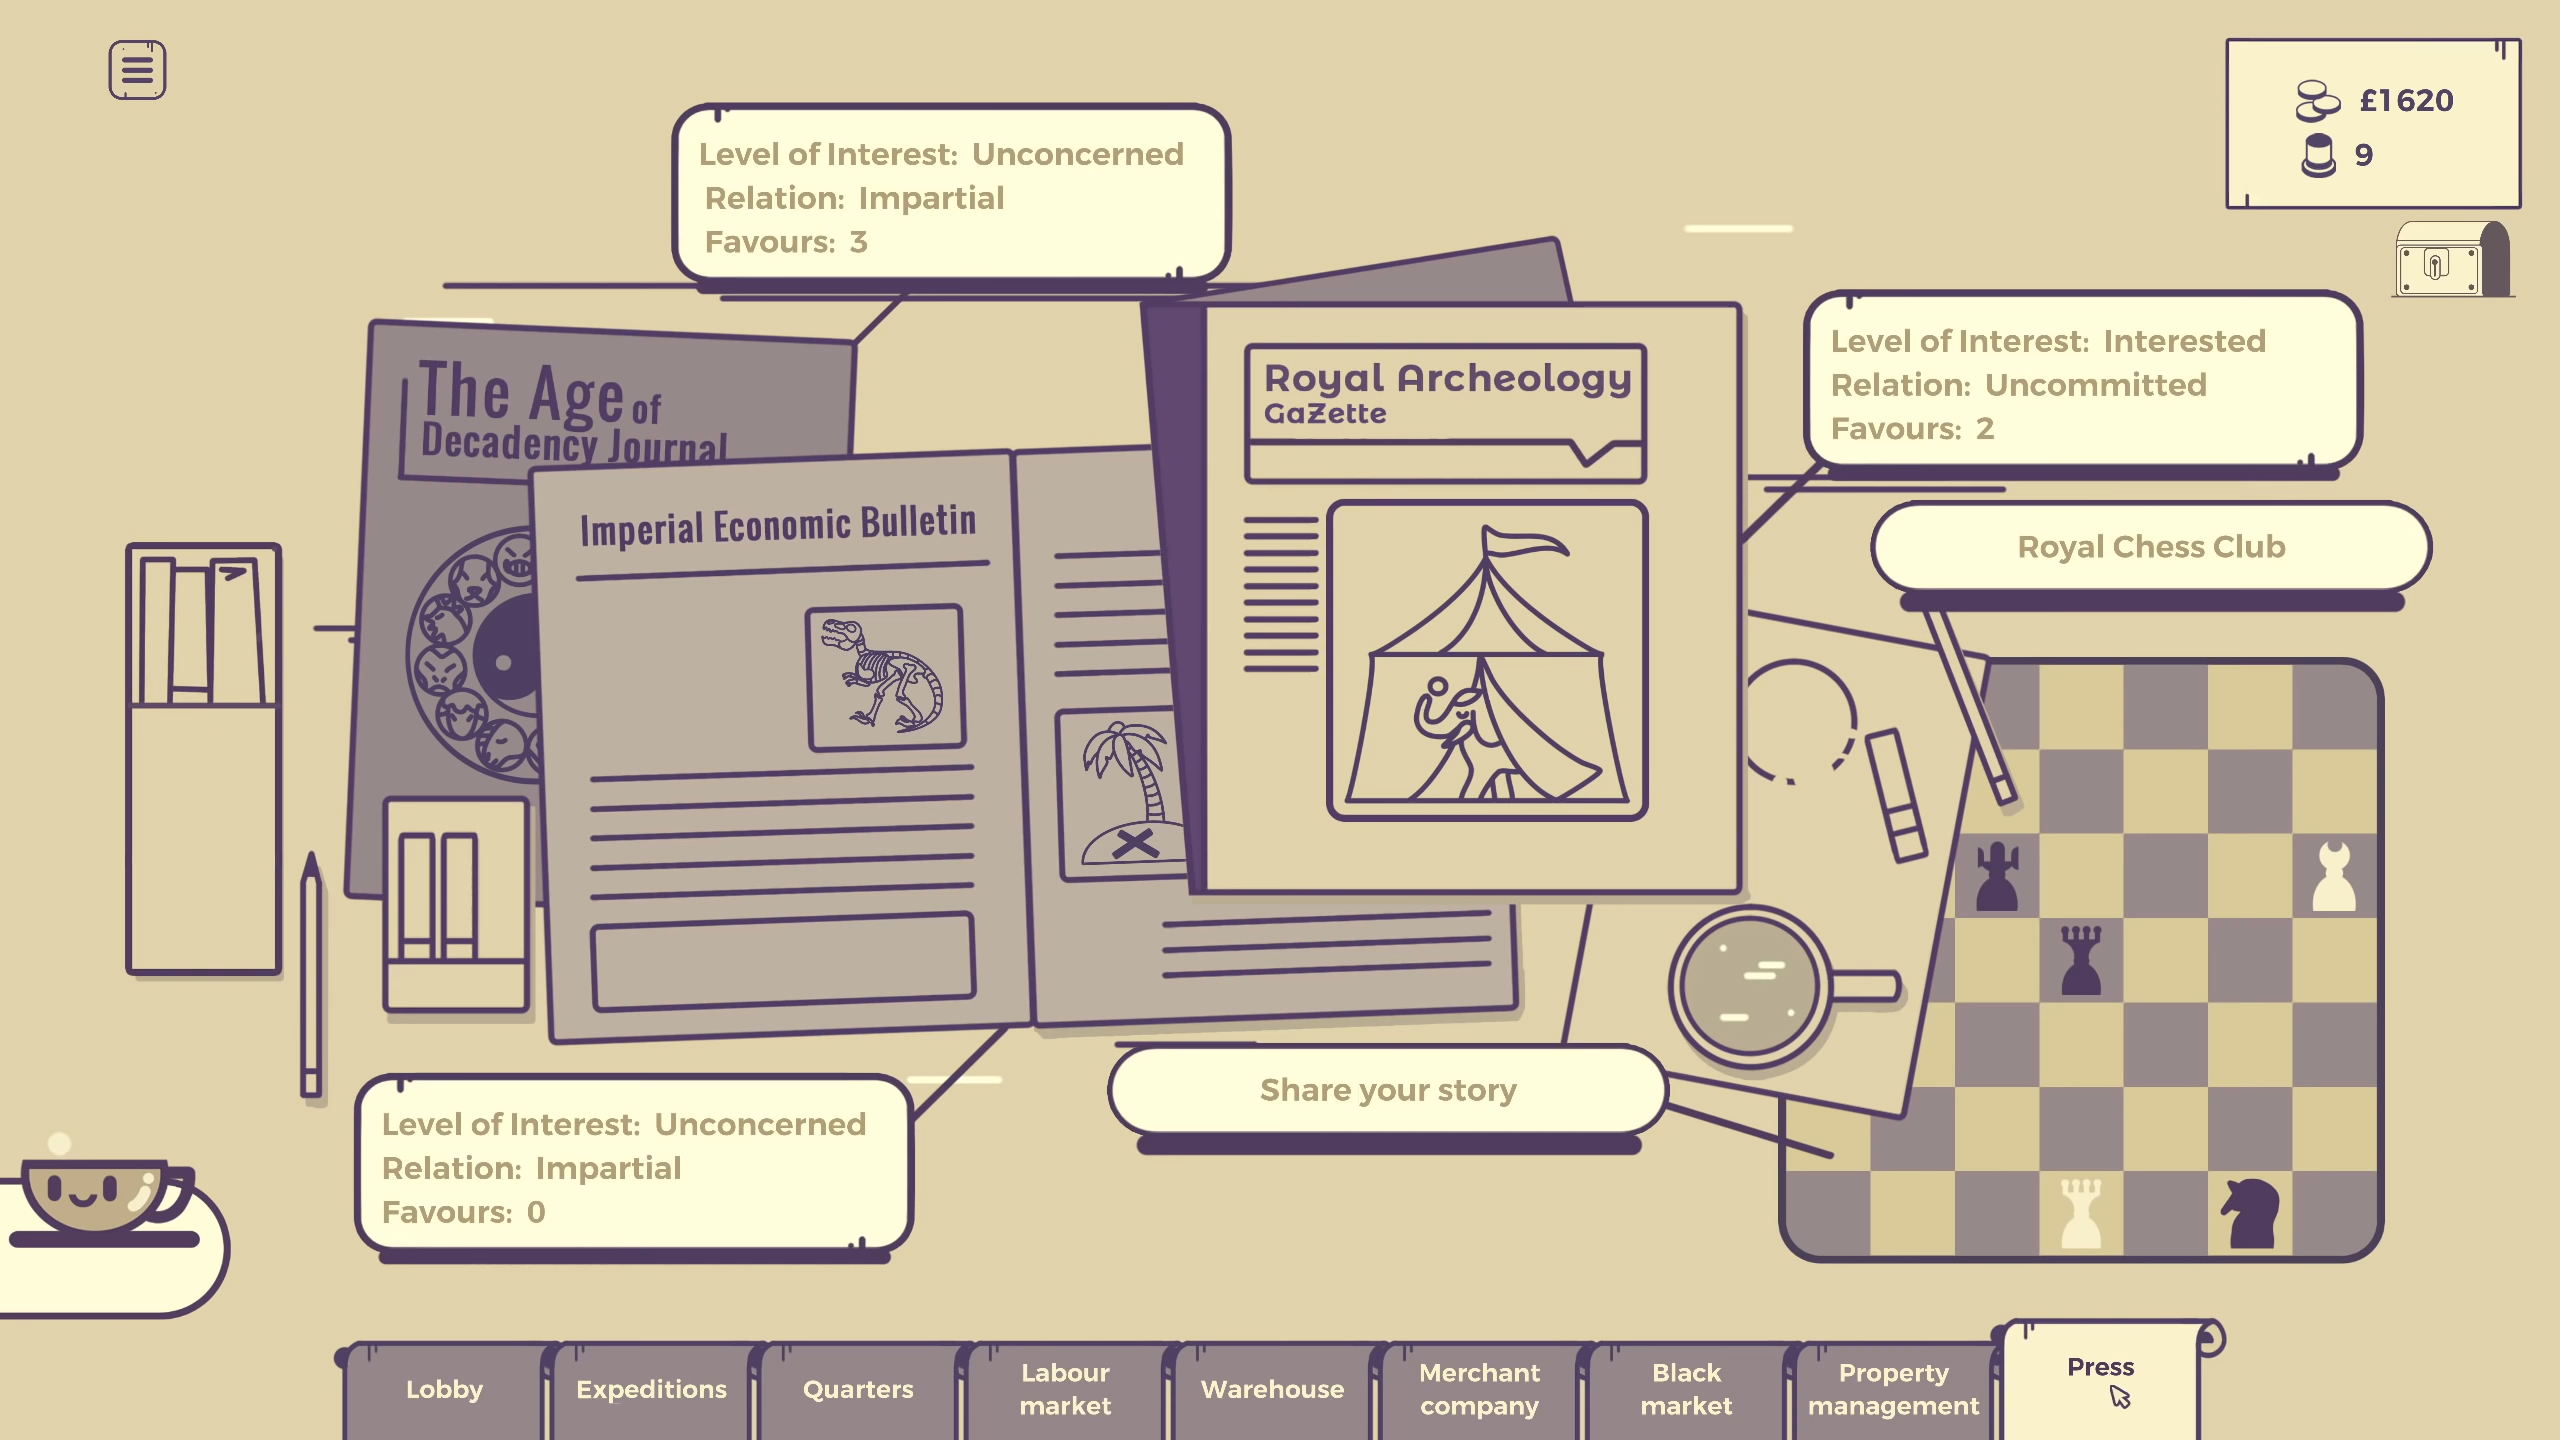 £1620
9
Level of Interest: Unconcerned
Relation: Impartial
Favours: 3
Level of Interest: Interested
Relation: Uncommitted
Favours: 2
Royal Chess Club
The Age of
Decadency Journal
Imperial Economic Bulletin
Royal Archeology
GaZette
Share your story
Level of Interest: Unconcerned
Relation: Impartial
Favours: 0
Lobby
Expeditions
Quarters
Labour
market
Warehouse
Merchant
company
Black
market
Property
management
Press